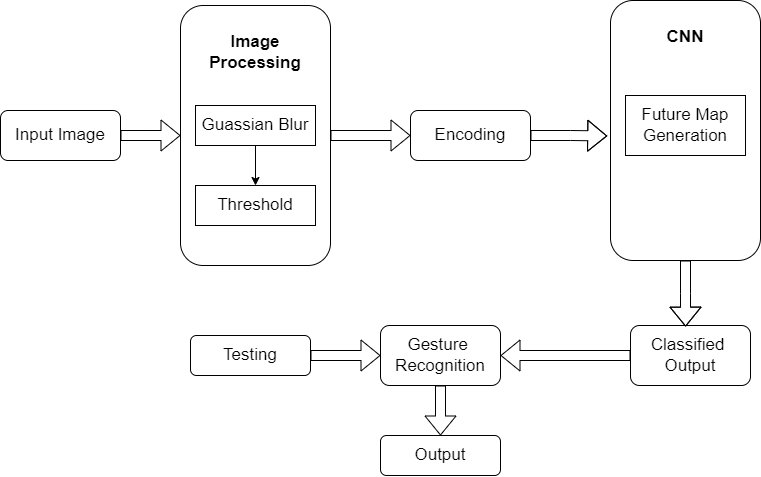 Image
Processing
CNN
Guassian Blur
Future Map
Generation
Input Image
Encoding
Threshold
Testing
Gesture
Recognition
Classified
Output
Output